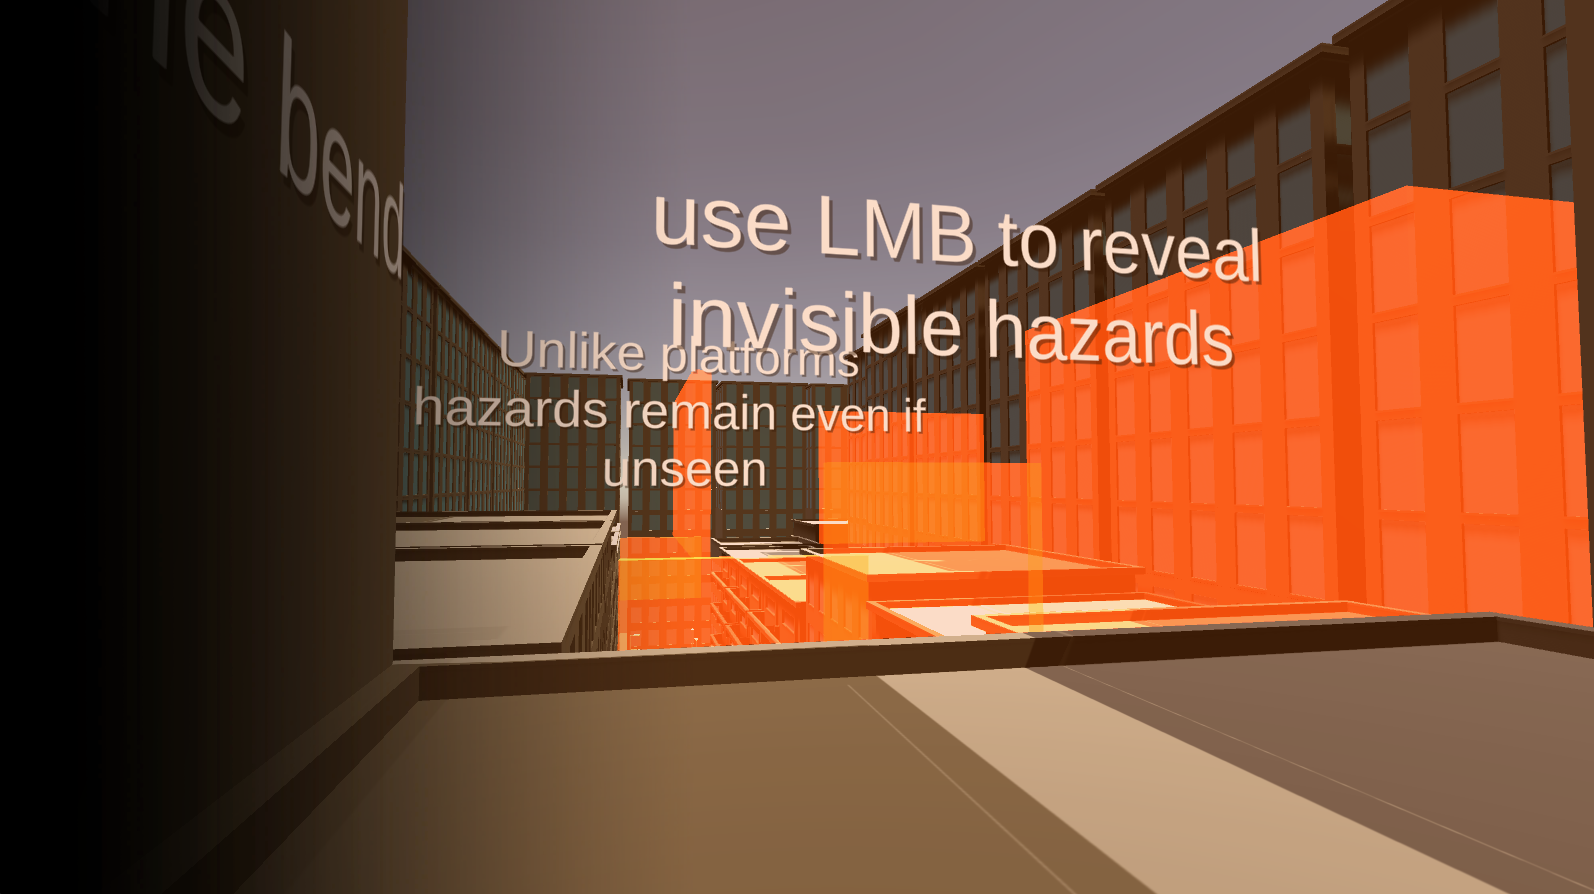 bend
use LMB to reveal
invisible hazards
Unlike platforms
hazards remain even if
unseen